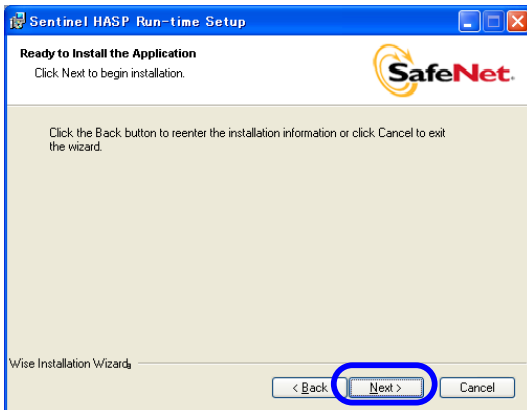 Sentinel HASP Run-time Setup
Ready to Install the Application
Click Next to begin installation.
SafeNet.
Click the Back button to reenter the installation information or click Cancel to exit
the wizard.
Wise Installation Wizard
< Back
Next >
Cancel